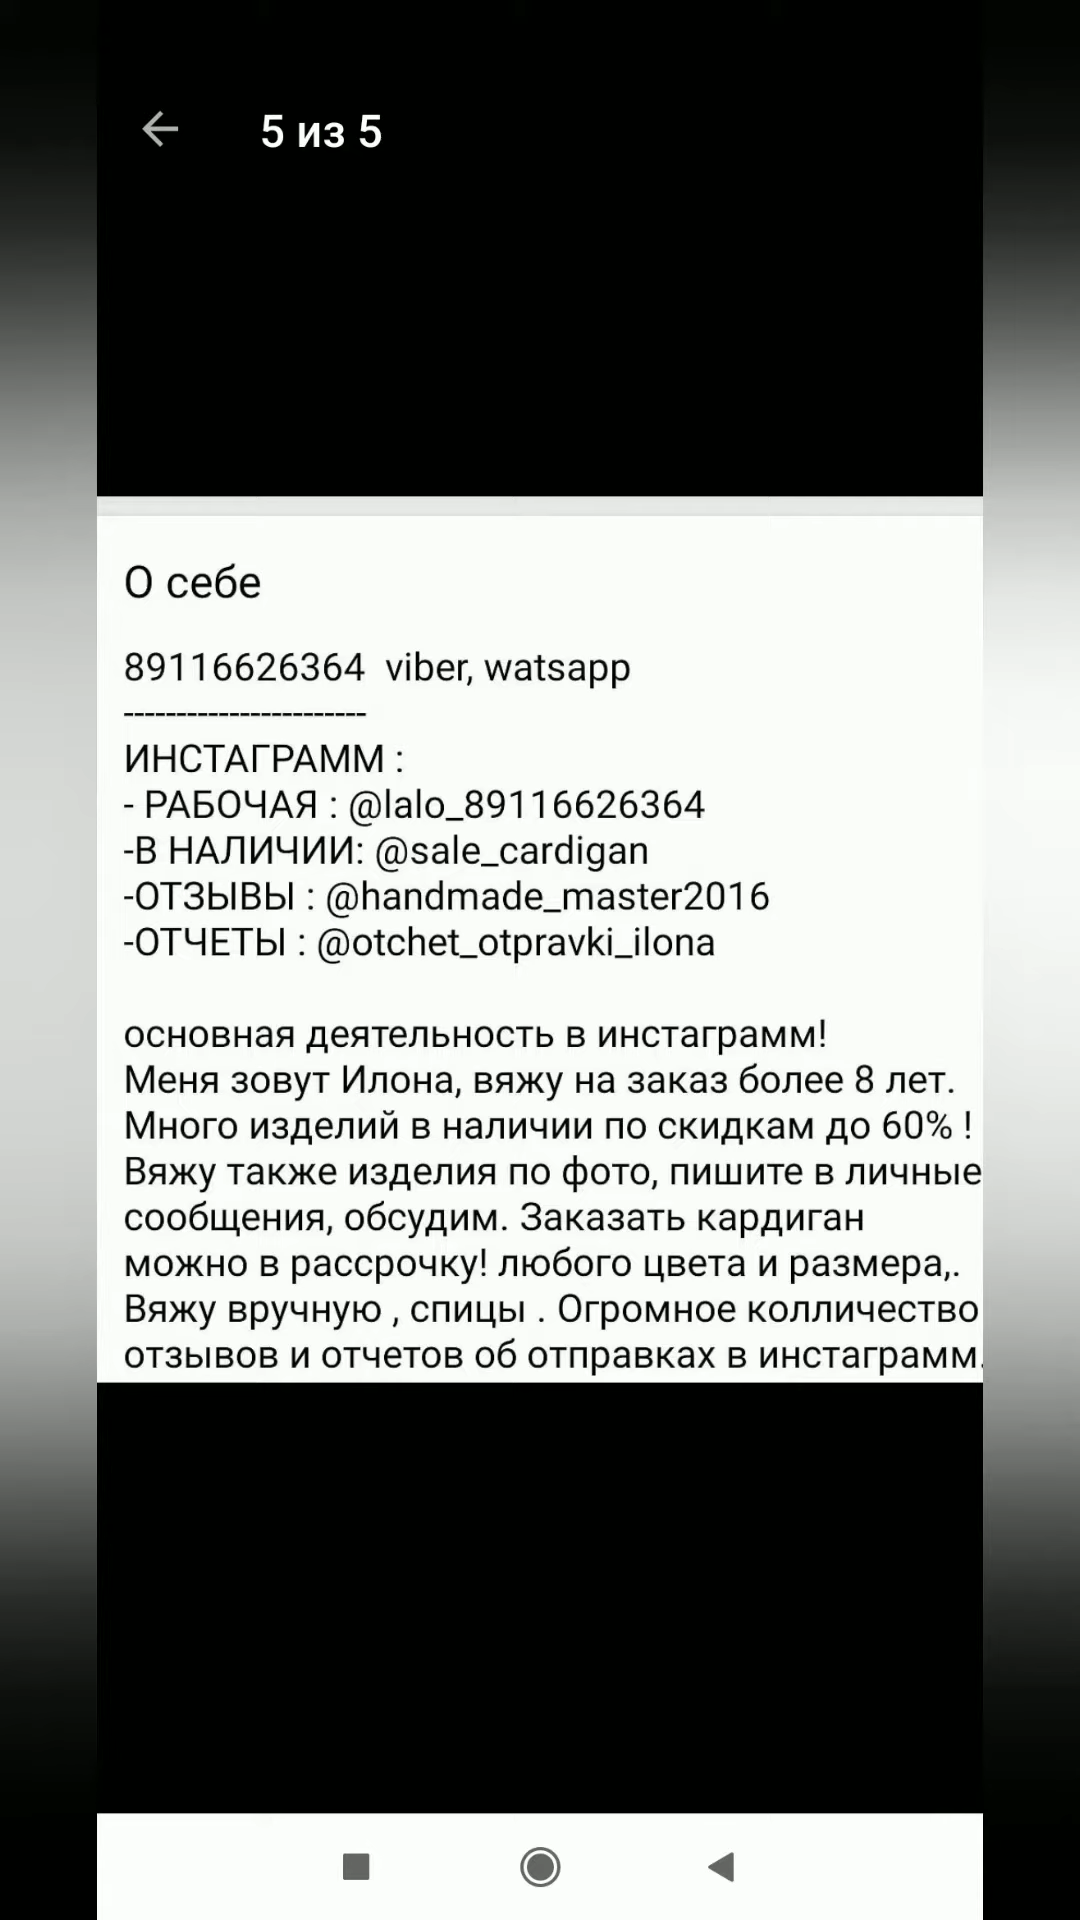 5 из 5
О себе
89116626364 viber, watsapp
-----------------------
ИНСТАГРАММ :
- РАБОЧАЯ : @lalo_89116626364
-В НАЛИЧИИ: @sale_cardigan
-ОТЗЫВЫ : @handmade_master2016
-ОТЧЕТЫ : @otchet_otpravki_ilona
основная деятельность в инстаграмм!
Меня зовут Илона, вяжу на заказ более 8 лет.
Много изделий в наличии по скидкам до 60% !
Вяжу также изделия по фото, пишите в личные
сообщения, обсудим. Заказать кардиган
можно в рассрочку! любого цвета и размера,.
Вяжу вручную , спицы . Огромное колличество
отзывов и отчетов об отправках в инстаграмм.